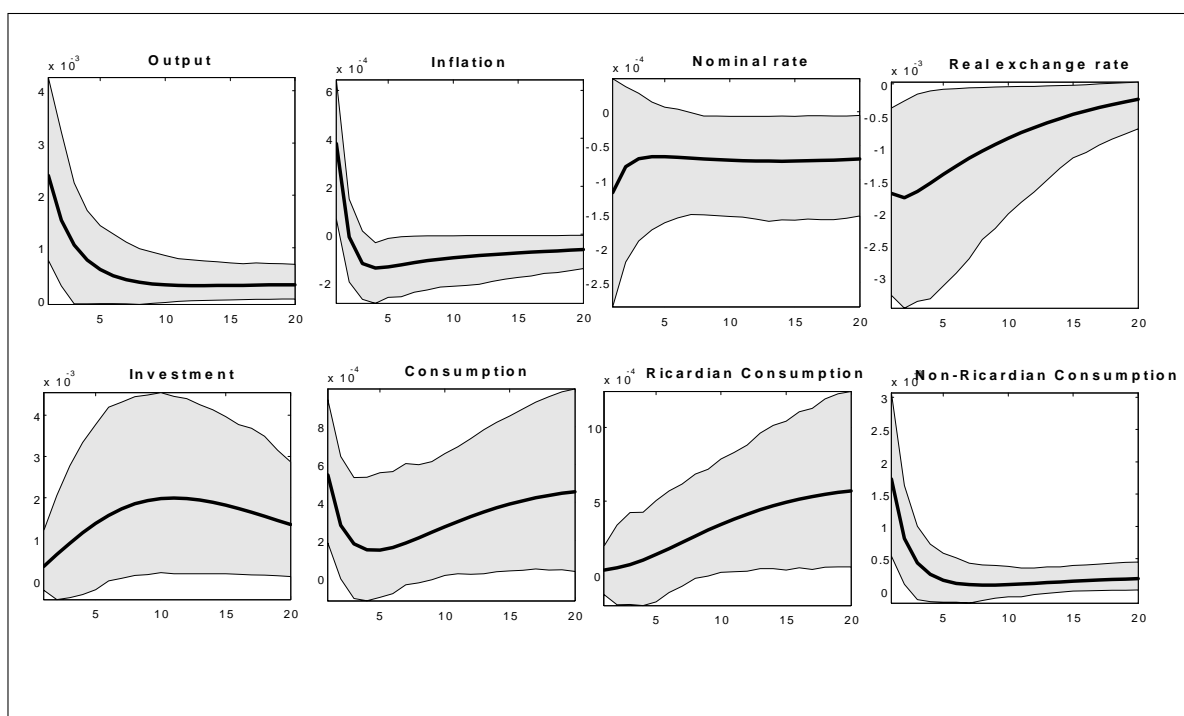 Output
x 10⁻³
4
3
2
1
0
5 10 15 20
Inflation
x 10⁻⁴
6
4
2
0
-2
5 10 15 20
Nominal rate
x 10⁻⁴
0
-0.5
-1
-1.5
-2
-2.5
5 10 15 20
Real exchange rate
x 10⁻³
0
-0.5
-1
-1.5
-2
-2.5
-3
5 10 15 20
Investment
x 10⁻³
4
3
2
1
0
5 10 15 20
Consumption
x 10⁻⁴
8
6
4
2
0
5 10 15 20
Ricardian Consumption
x 10⁻⁴
10
5
0
5 10 15 20
Non-Ricardian Consumption
x 10
3
2.5
2
1.5
1
0.5
0
5 10 15 20